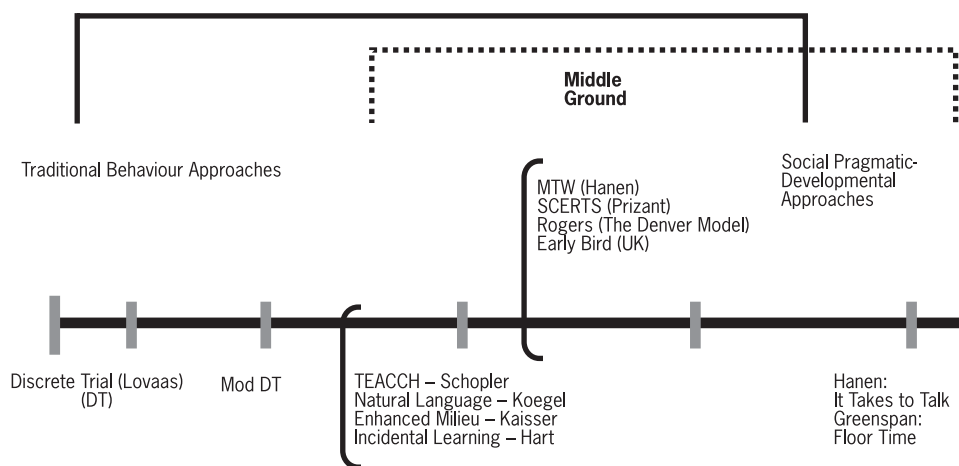 Middle
Ground
Traditional Behaviour Approaches
Social Pragmatic-
Developmental
Approaches
MTW (Hanen)
SCERTS (Prizant)
Rogers (The Denver Model)
Early Bird (UK)
Discrete Trial (Lovaas)
(DT)
Mod DT
TEACCH – Schopler
Natural Language – Koegel
Enhanced Milieu – Kaisser
Incidental Learning – Hart
Hanen:
It Takes to Talk
Greenspan:
Floor Time